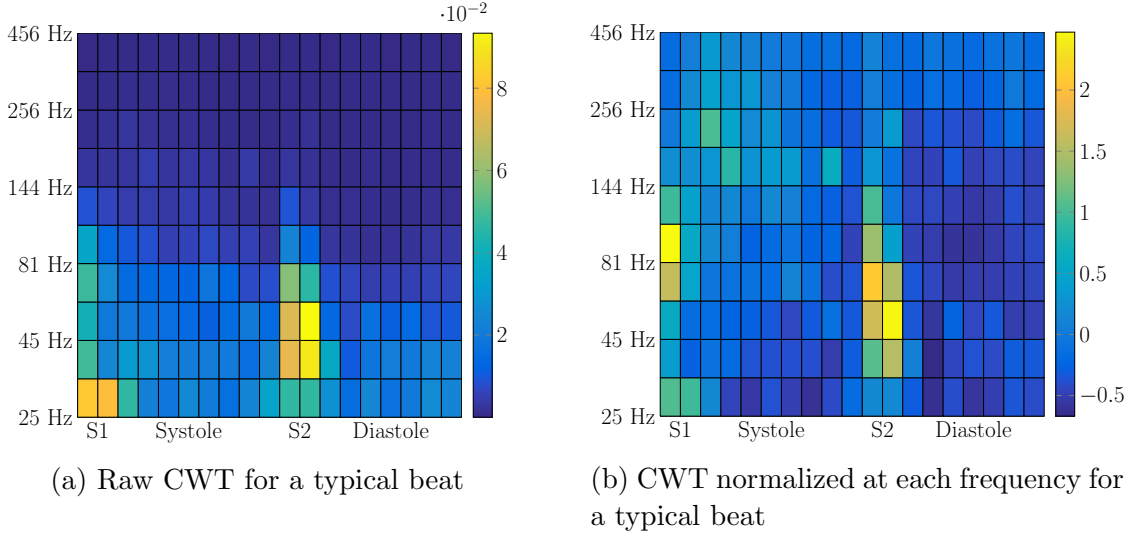 ·10⁻²
456 Hz
256 Hz
144 Hz
81 Hz
45 Hz
25 Hz
S1 Systole S2 Diastole
8
6
4
2
(a) Raw CWT for a typical beat
456 Hz
256 Hz
144 Hz
81 Hz
45 Hz
25 Hz
S1 Systole S2 Diastole
2
1.5
1
0.5
0
−0.5
(b) CWT normalized at each frequency for
a typical beat